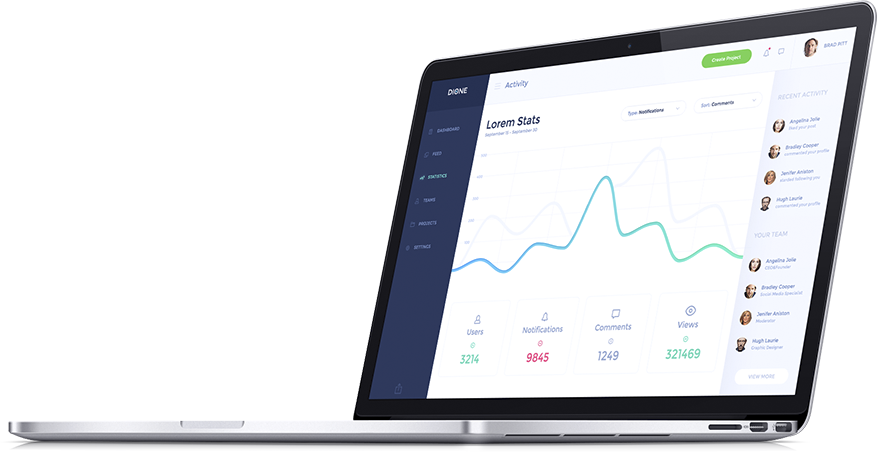 DIONE
Activity
Create Project
BRAD PITT
Lorem Stats
September 15 - September 30
Type: Notifications
Sort: Comments
DASHBOARD
FEED
STATISTICS
TEAMS
PROJECTS
SETTINGS
Users
3214
Notifications
9845
Comments
1249
Views
321469
RECENT ACTIVITY
Angelina Jolie
liked your post
Bradley Cooper
commented your profile
Jenifer Aniston
started following you
Hugh Laurie
commented your profile
YOUR TEAM
Angelina Jolie
CEO&Founder
Bradley Cooper
Social Media Specialist
Jenifer Aniston
Moderator
Hugh Laurie
Graphic Designer
VIEW MORE